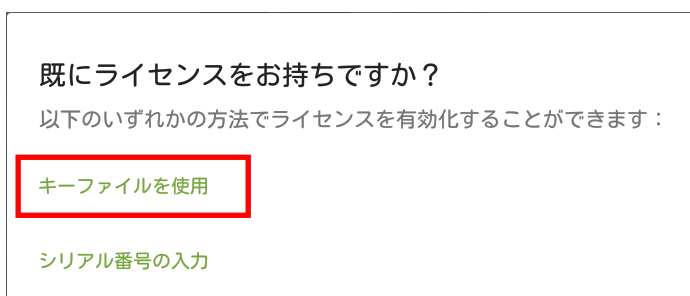 既にライセンスをお持ちですか？
以下のいずれかの方法でライセンスを有効化することができます：
キーファイルを使用
シリアル番号の入力